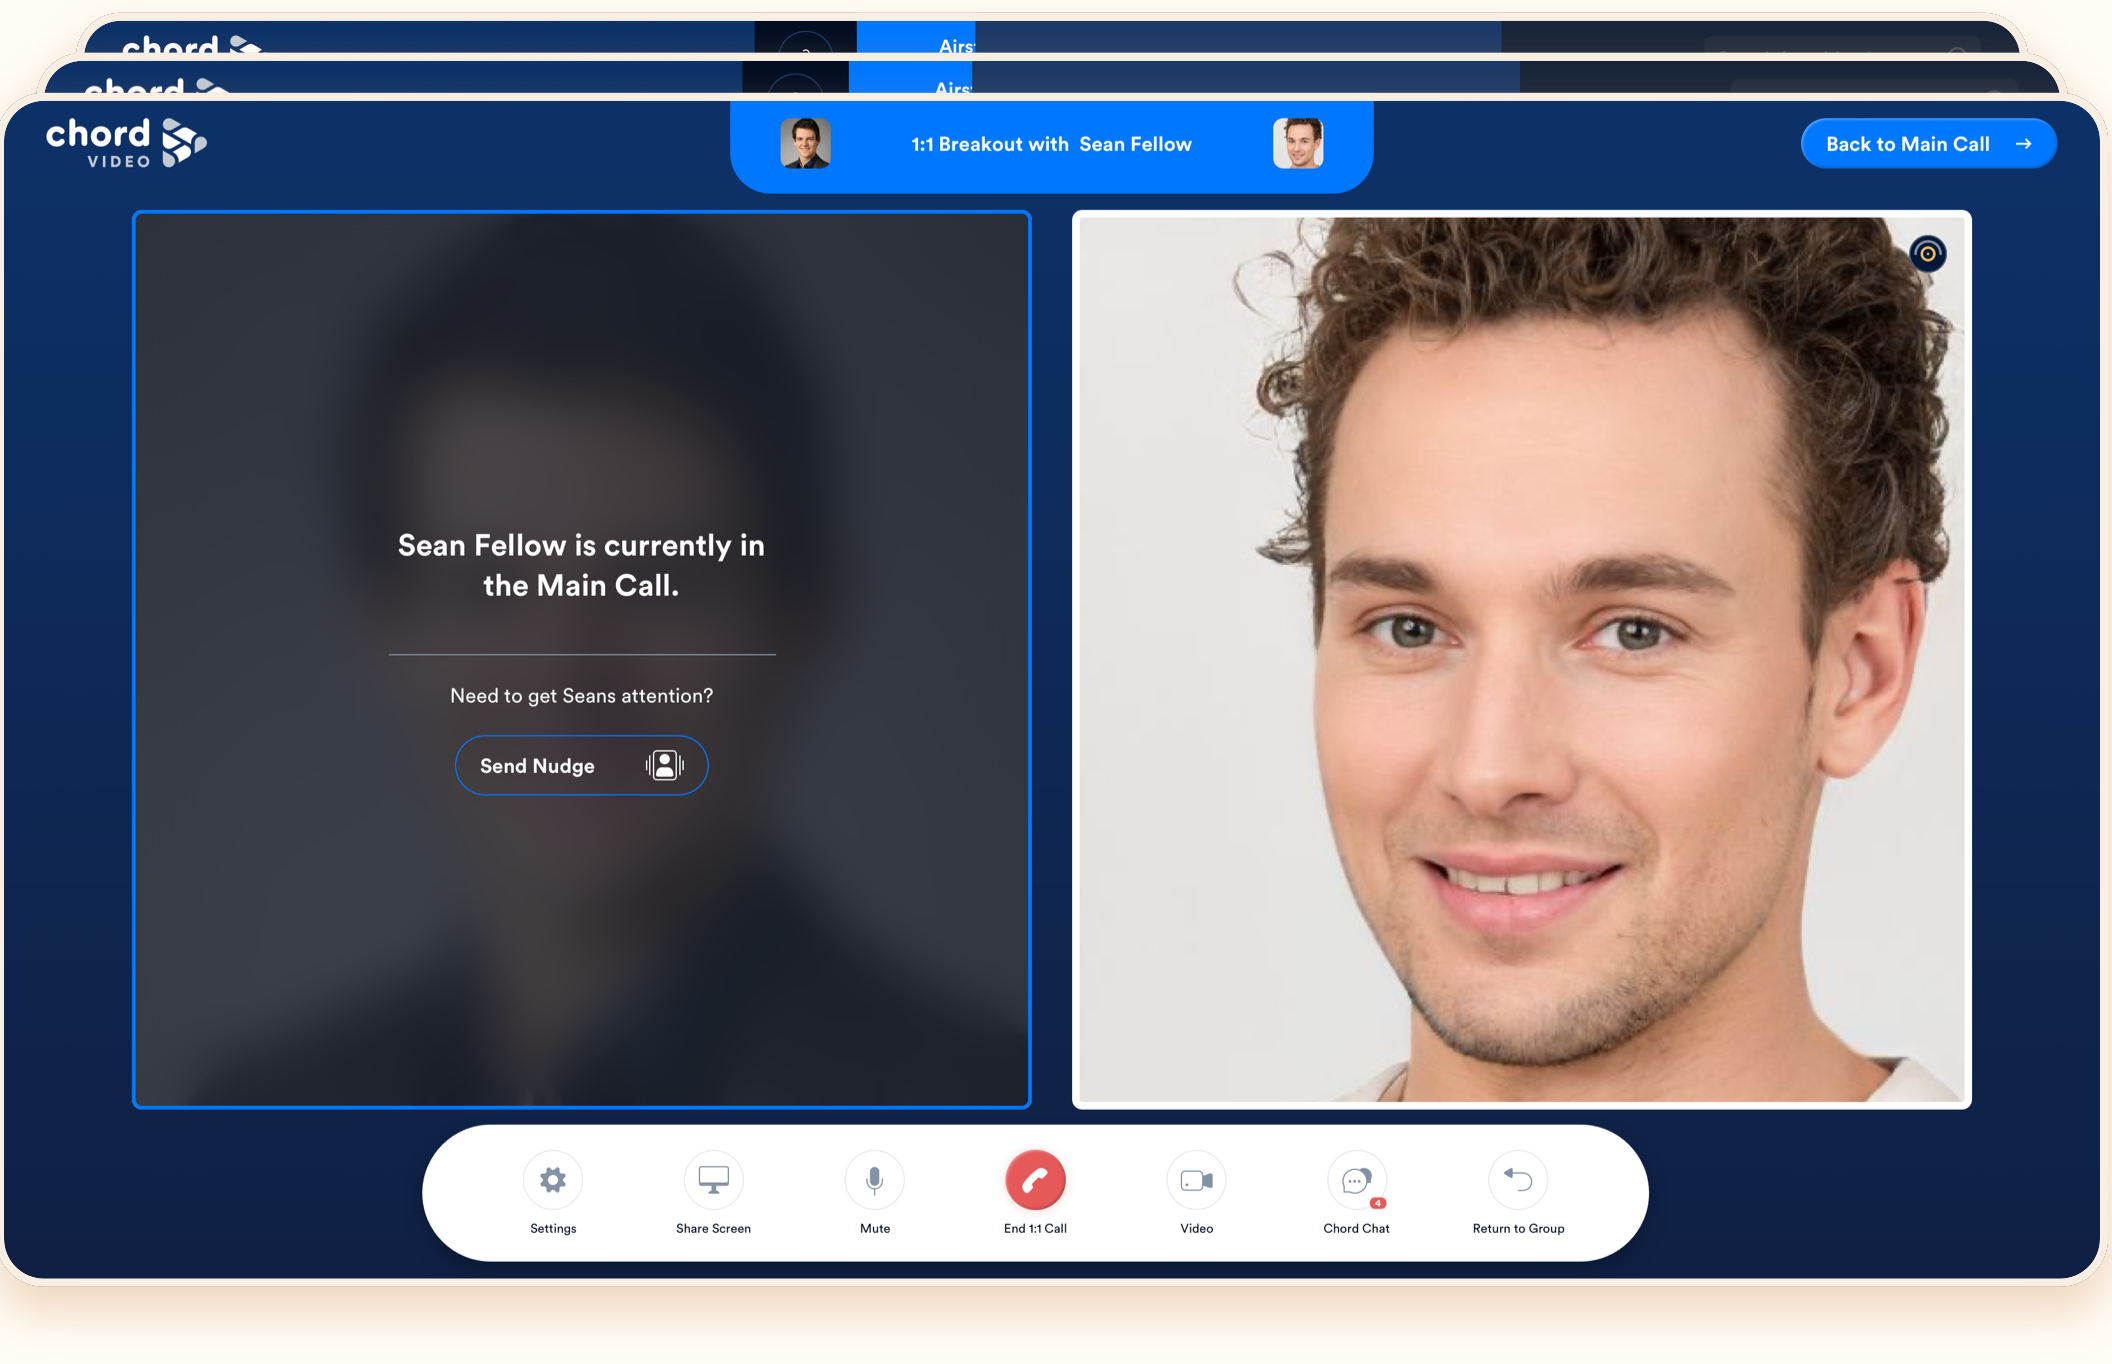 chord
Airs
chord
Airs
chord
VIDEO
1:1 Breakout with Sean Fellow
Back to Main Call
Sean Fellow is currently in
the Main Call.
Need to get Seans attention?
Send Nudge
4
Settings
Share Screen
Mute
End 1:1 Call
Video
Chord Chat
Return to Group